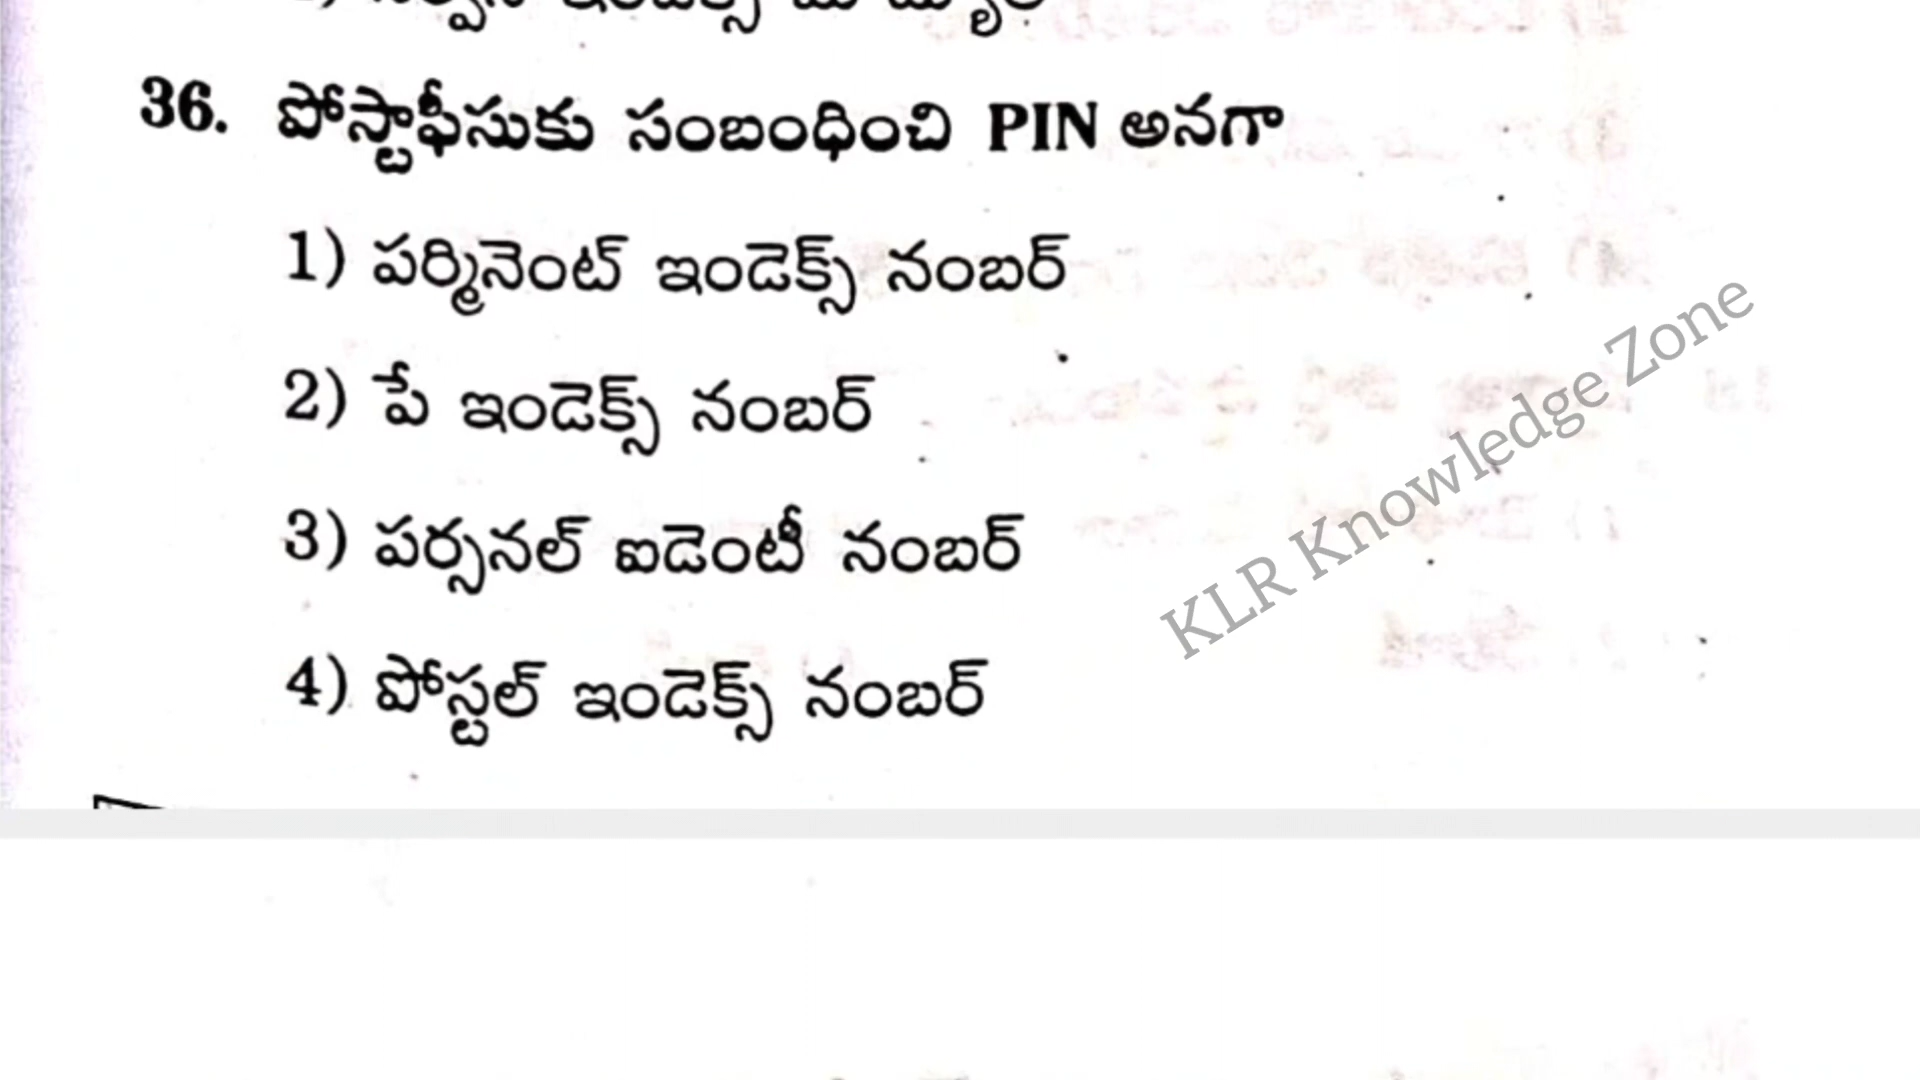 36. పోస్టాఫీసుకు సంబంధించి PIN అనగా
1) పర్మినెంట్ ఇండెక్స్ నంబర్
2) పే ఇండెక్స్ నంబర్
3) పర్సనల్ ఐడెంటీ నంబర్
4) పోస్టల్ ఇండెక్స్ నంబర్
KLR Knowledge Zone